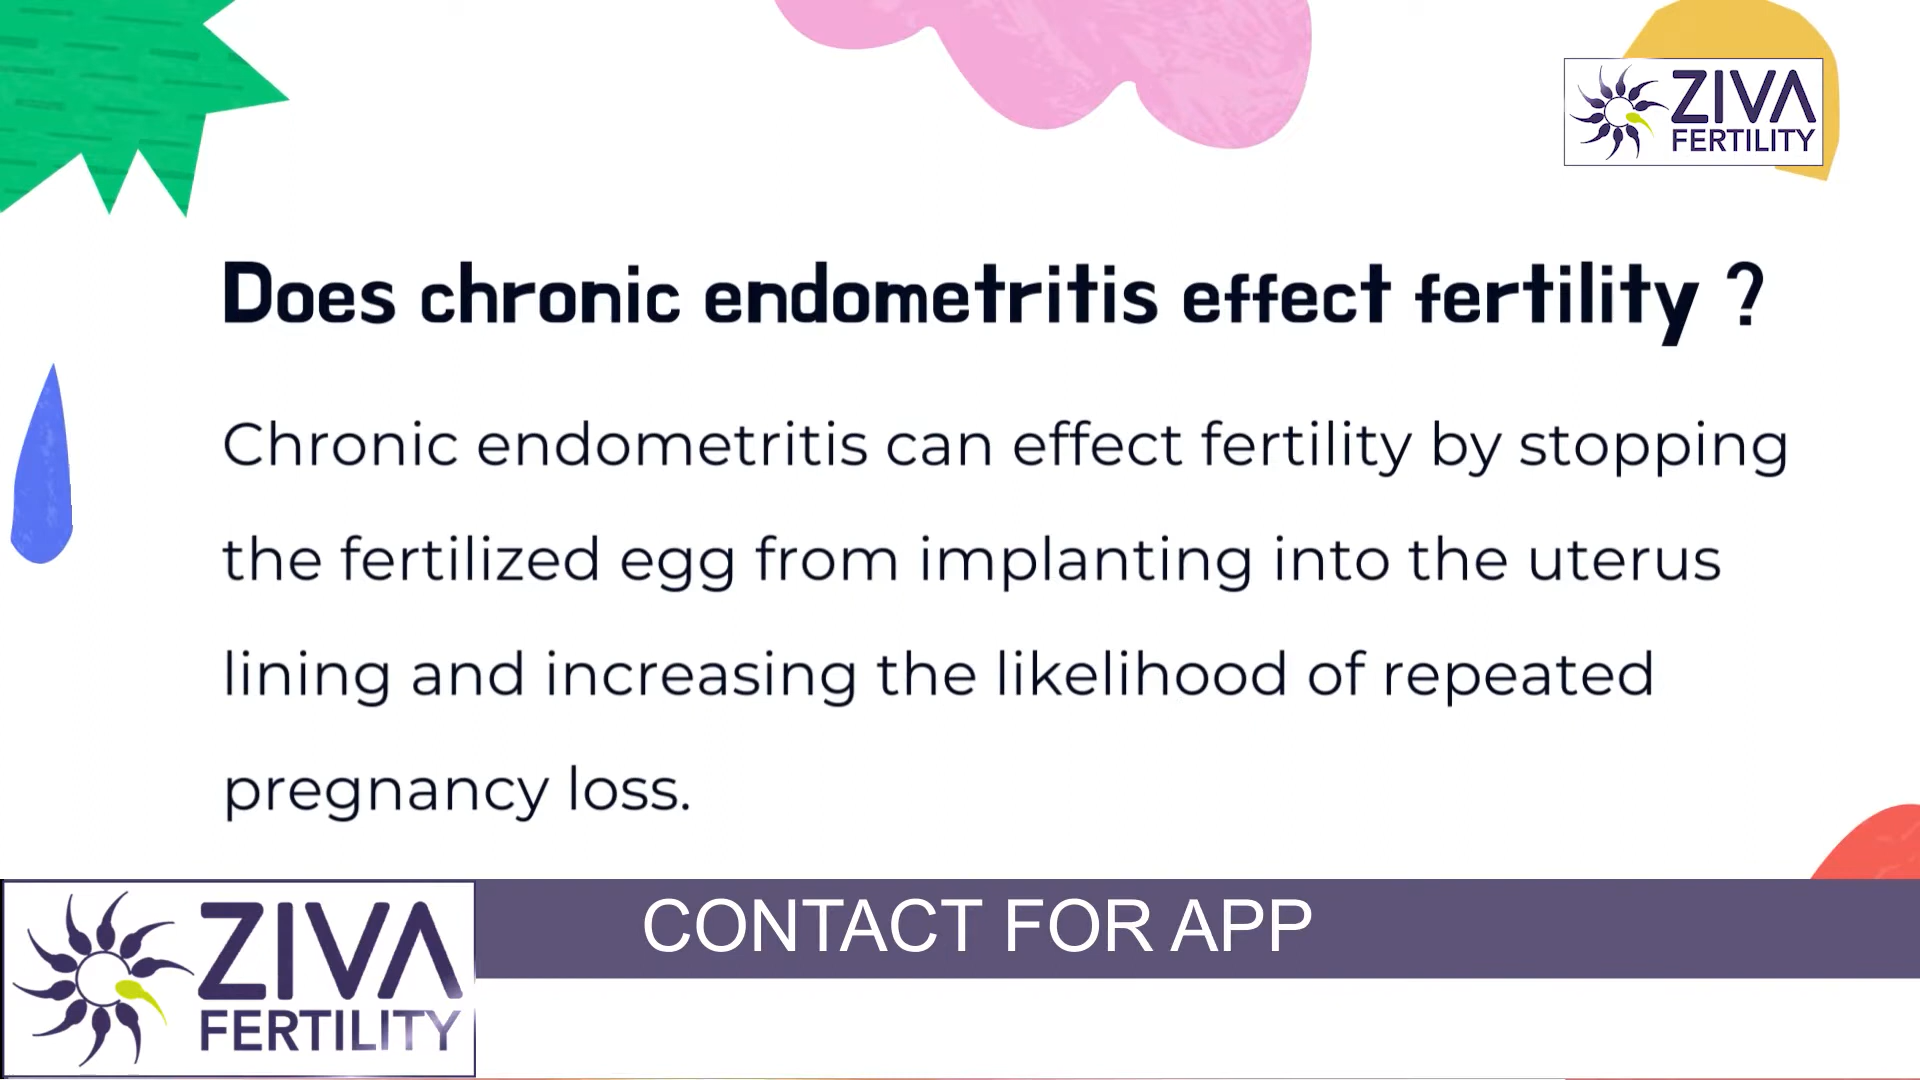 ZIVA
FERTILITY
Does chronic endometritis effect fertility ?
Chronic endometritis can effect fertility by stopping
the fertilized egg from implanting into the uterus
lining and increasing the likelihood of repeated
pregnancy loss.
ZIVA
FERTILITY
CONTACT FOR APP